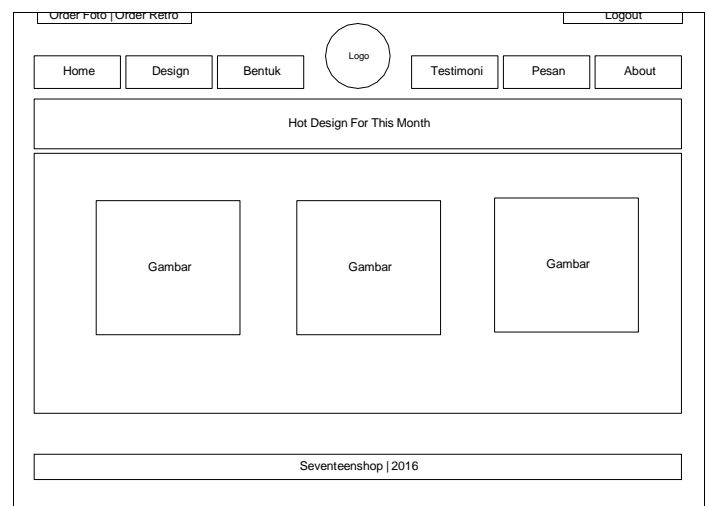 Order Foto | Order Retro
Logout
Logo
Home
Design
Bentuk
Testimoni
Pesan
About
Hot Design For This Month
Gambar
Gambar
Gambar
Seventeenshop | 2016